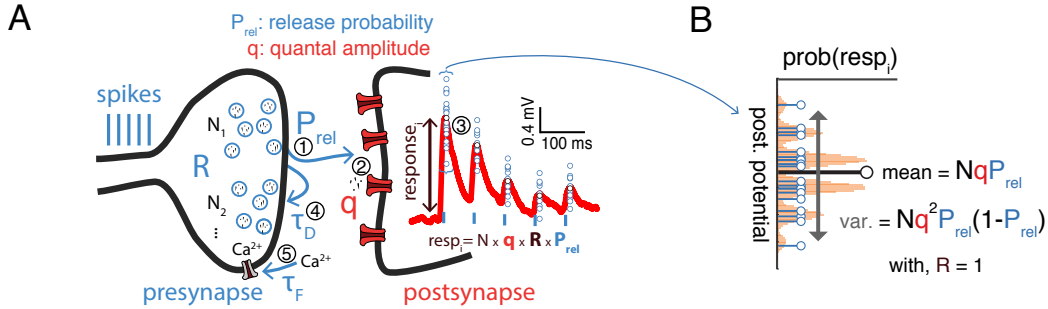 A
P_rel: release probability
q: quantal amplitude
spikes
N_1
P_rel
①
R
②
③
response
0.4 mV
100 ms
N_2
...
④
τ_D
q
Ca²⁺
⑤
Ca²⁺
τ_F
resp_i= N x q x R x P_rel
presynapse
postsynapse
B
prob(resp_i)
post. potential
mean = NqP_rel
var. = Nq²P_rel(1-P_rel)
with, R = 1